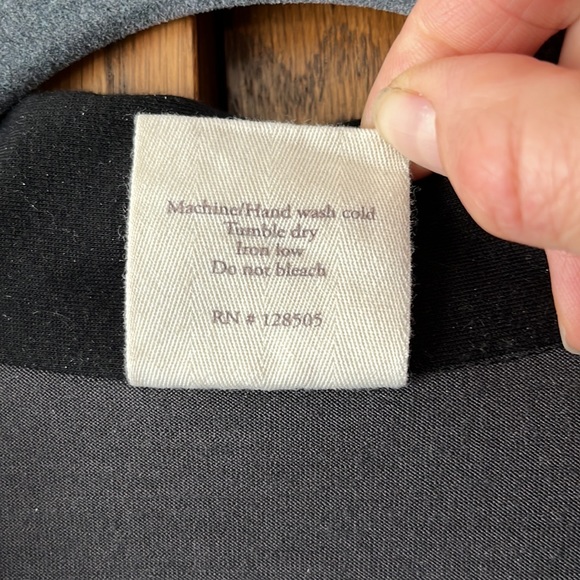 Machine/Hand wash cold
Tumble dry
Iron low
Do not bleach
RN # 128505